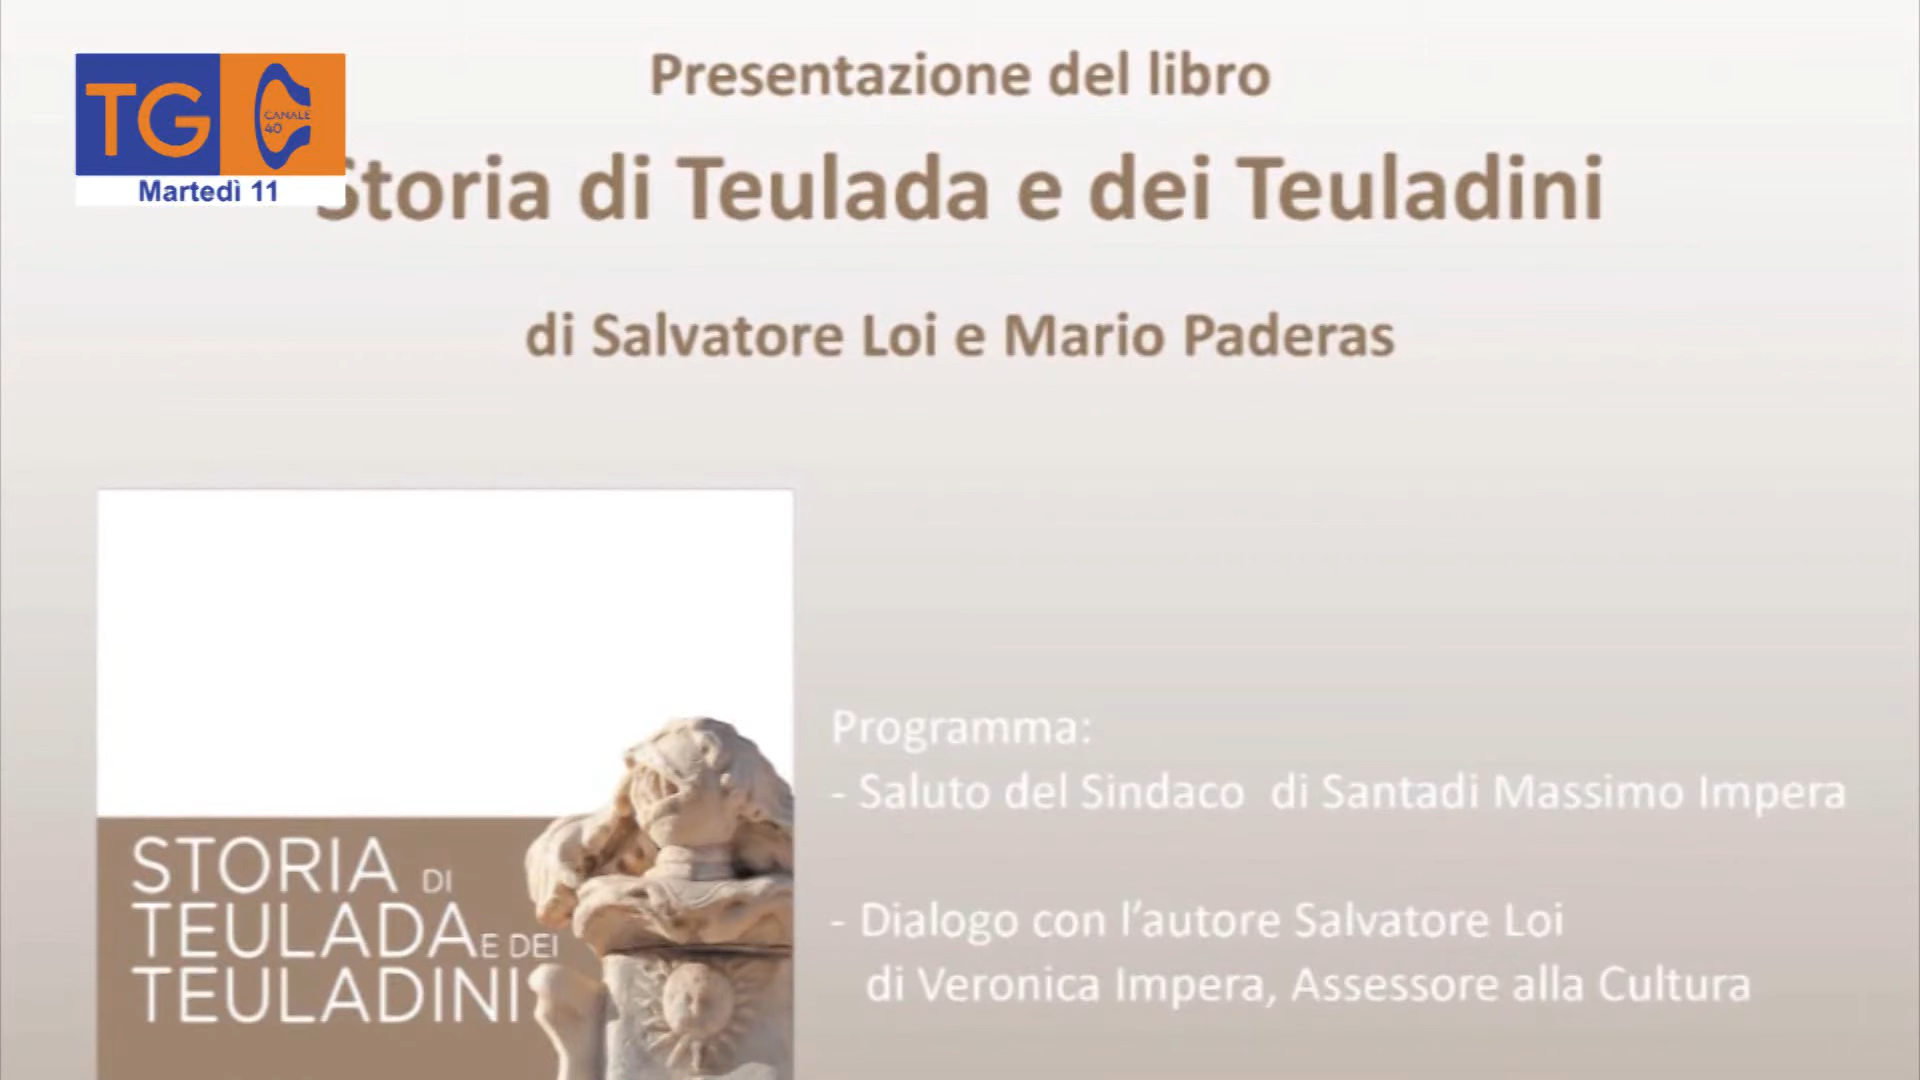 Presentazione del libro
TG
CANALE
40
Martedì 11
Storia di Teulada e dei Teuladini
di Salvatore Loi e Mario Paderas
Programma:
- Saluto del Sindaco di Santadi Massimo Impera
STORIA DI
TEULADA E DEI
TEULADINI
- Dialogo con l'autore Salvatore Loi
di Veronica Impera, Assessore alla Cultura